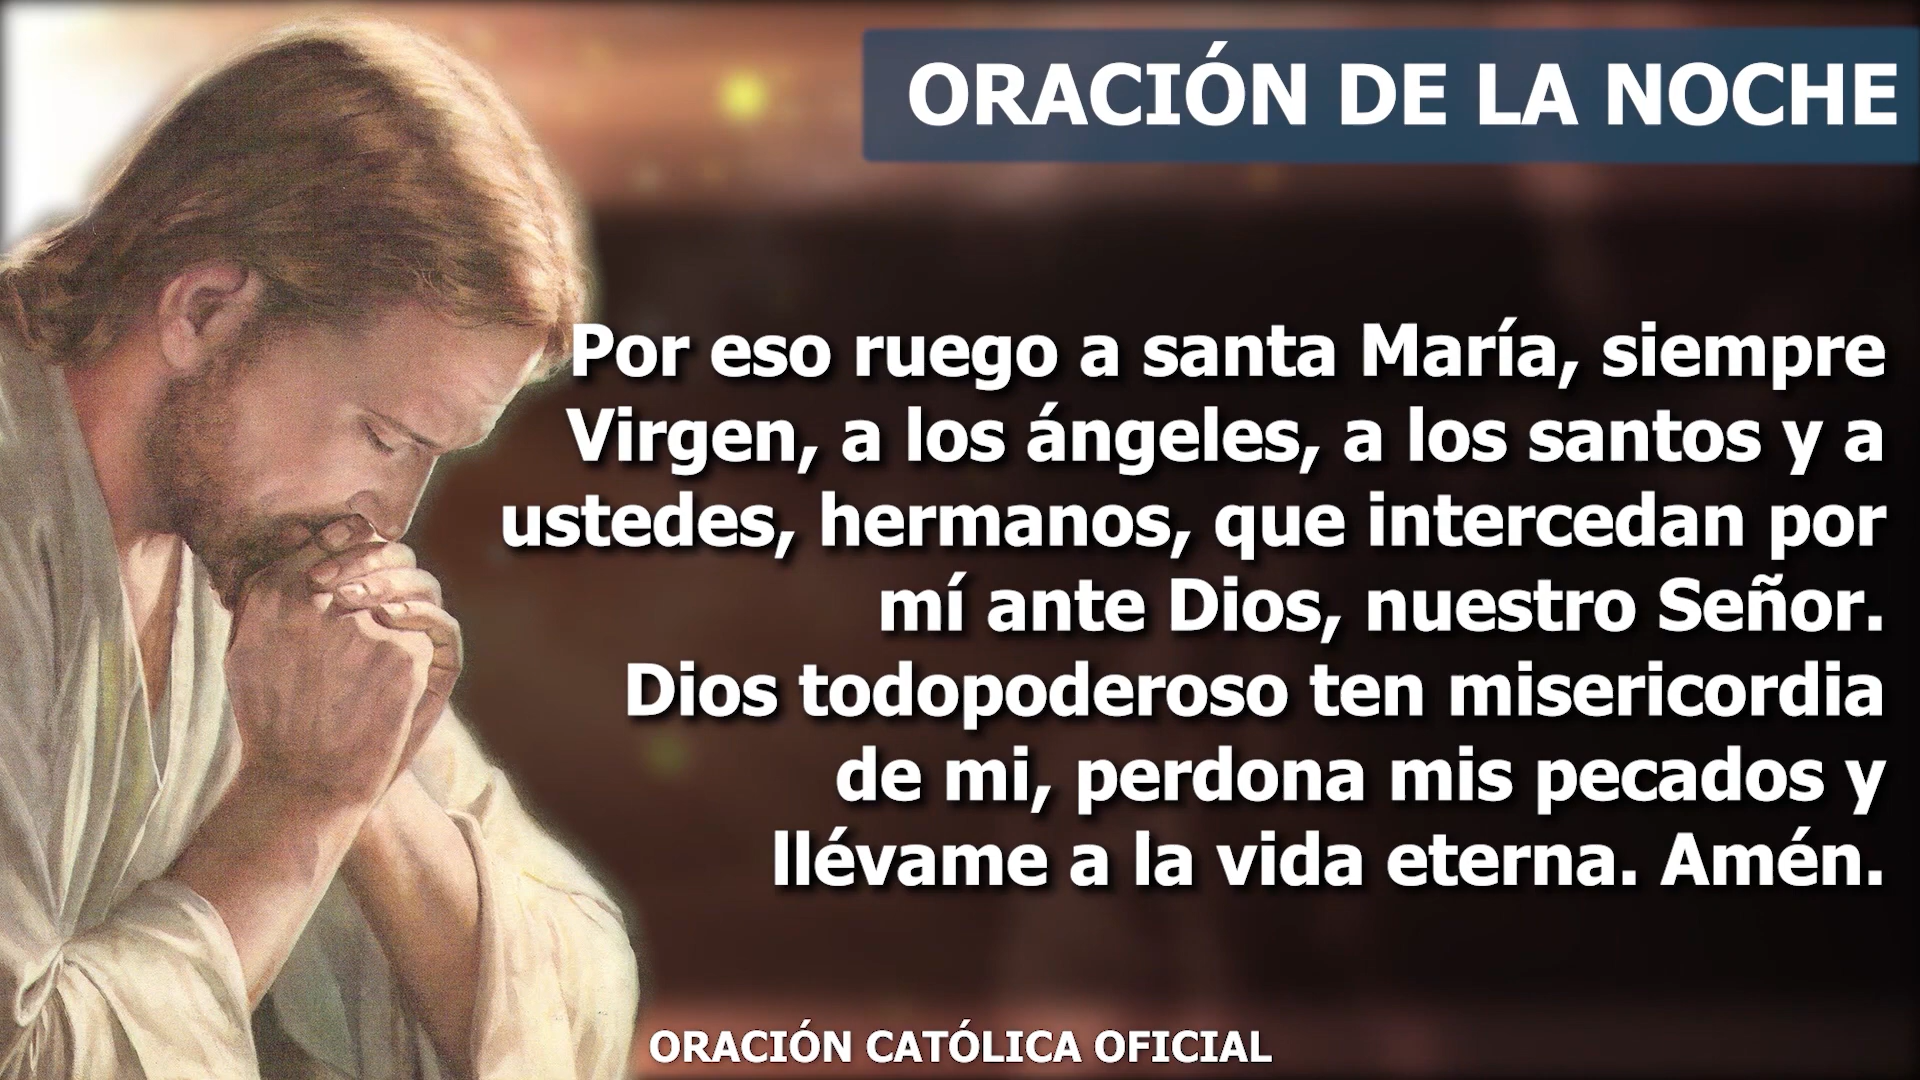 ORACIÓN DE LA NOCHE
Por eso ruego a santa María, siempre
Virgen, a los ángeles, a los santos y a
ustedes, hermanos, que intercedan por
mí ante Dios, nuestro Señor.
Dios todopoderoso ten misericordia
de mi, perdona mis pecados y
llévame a la vida eterna. Amén.
ORACIÓN CATÓLICA OFICIAL